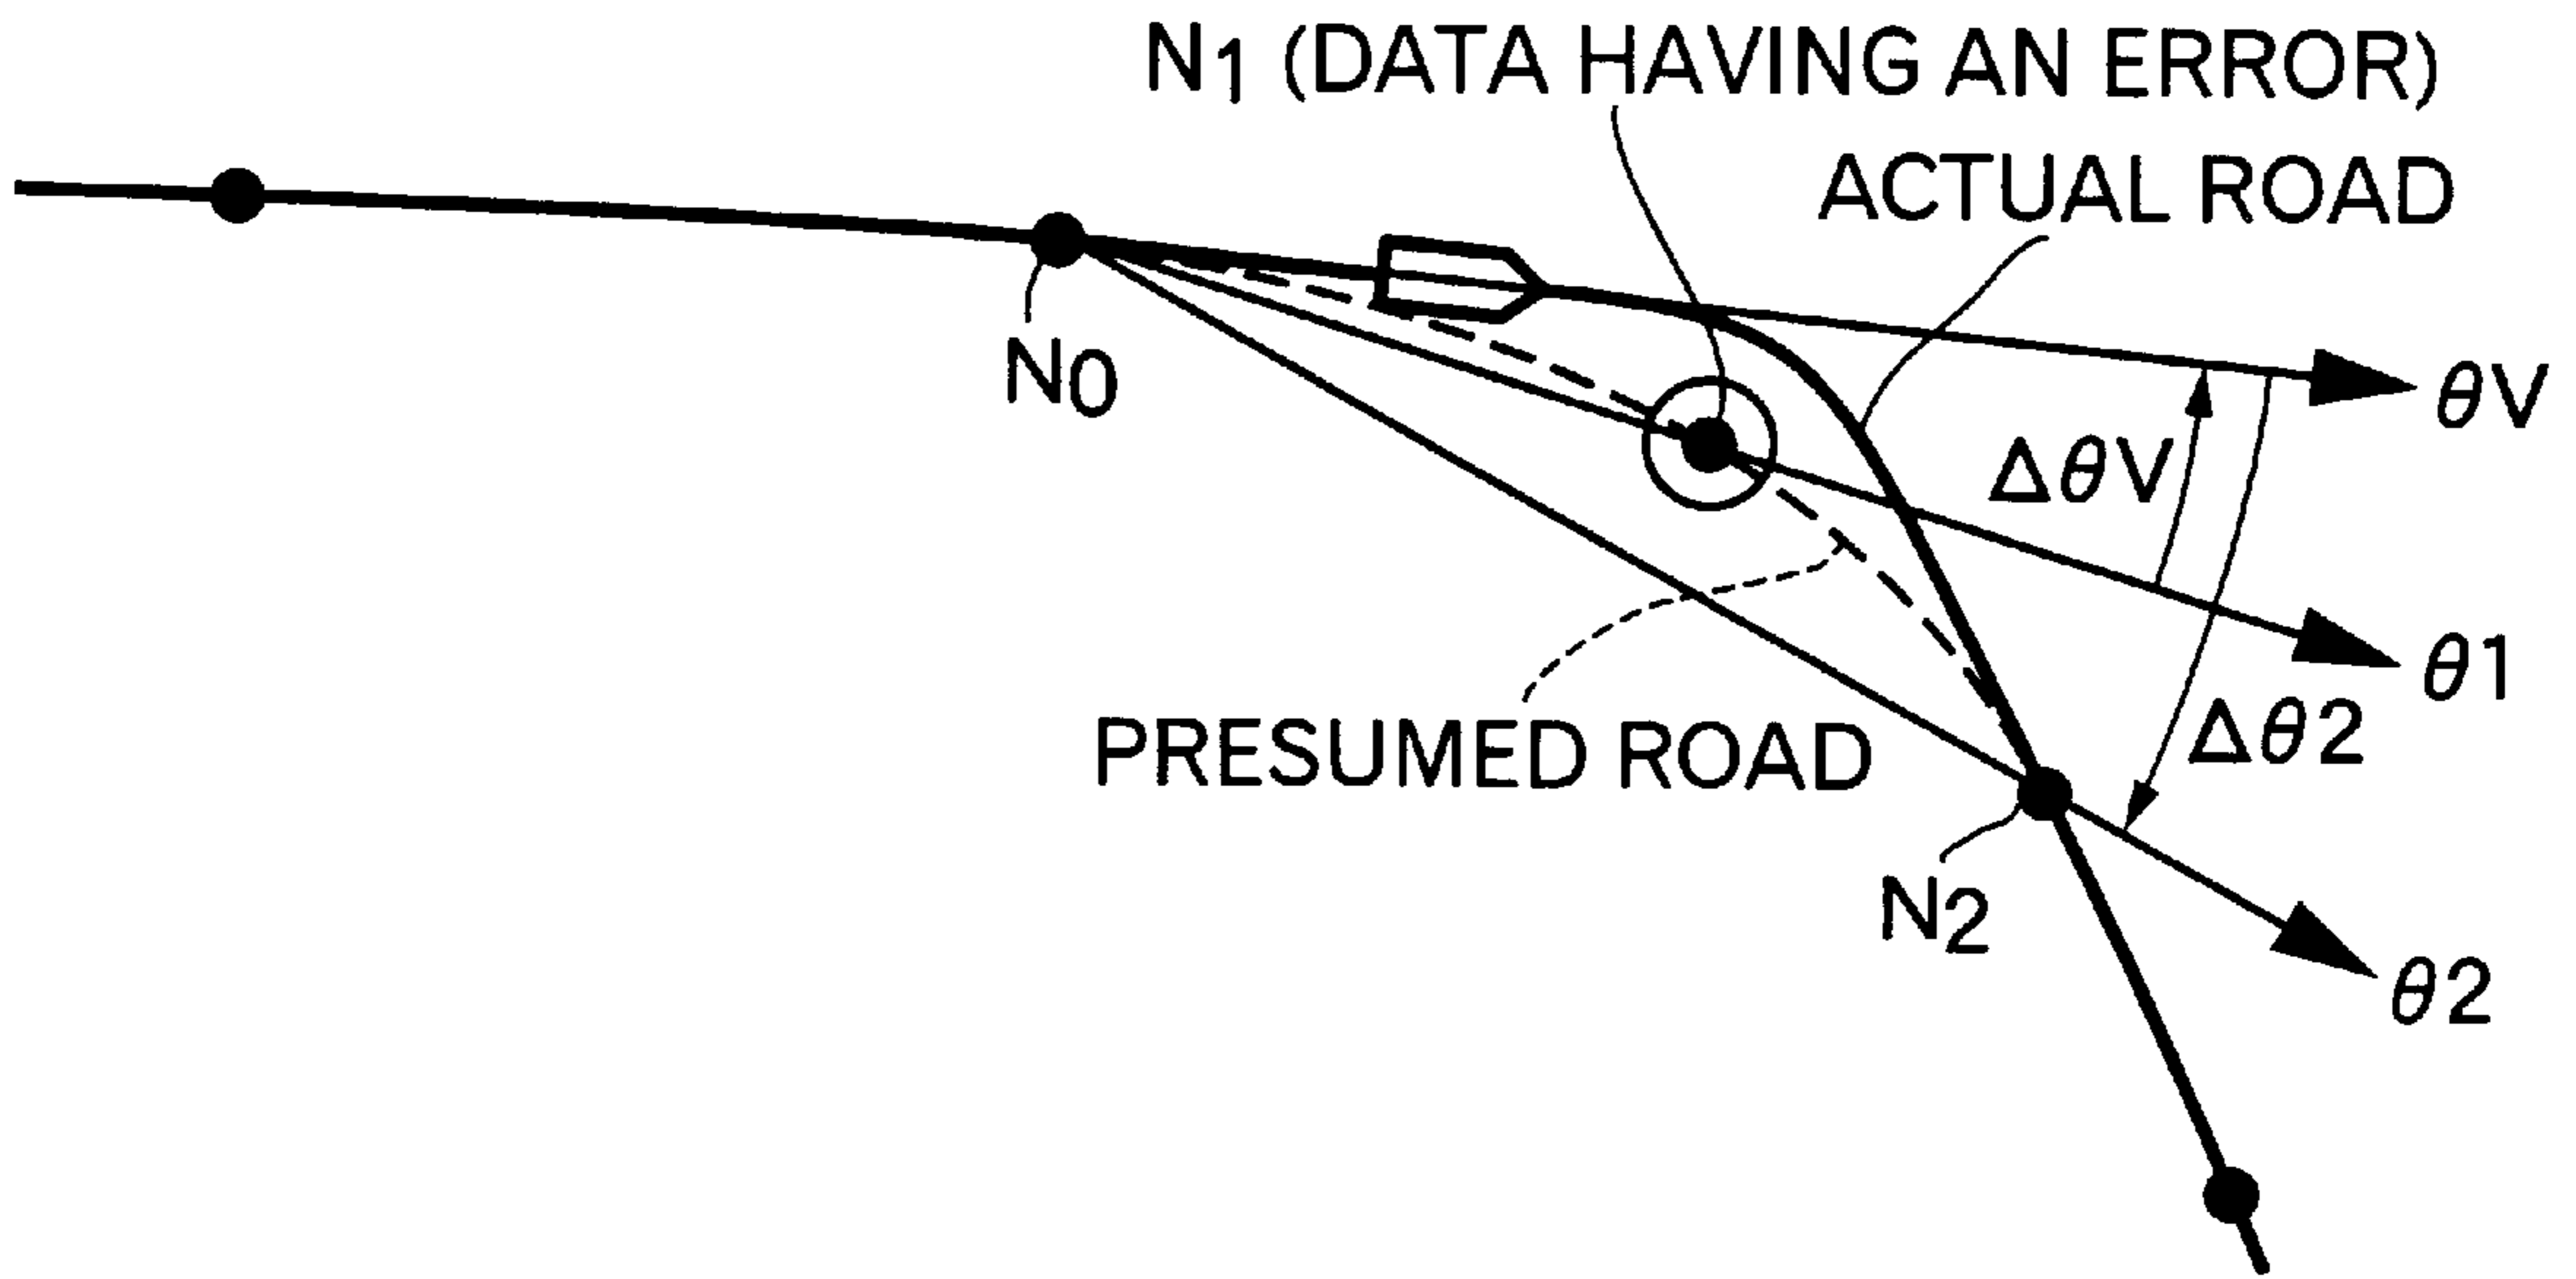 N1 (DATA HAVING AN ERROR)
ACTUAL ROAD
N0
θV
ΔθV
θ1
Δθ2
PRESUMED ROAD
N2
θ2